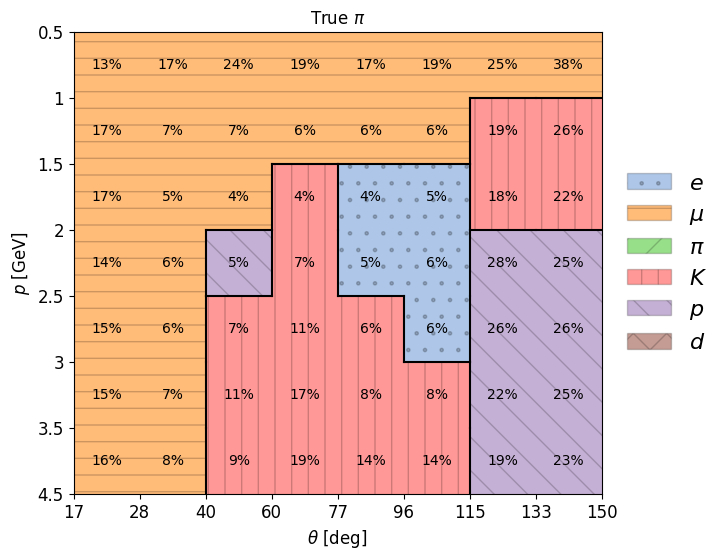 True π
0.5
13% 17% 24% 19% 17% 19% 25% 38%
1
17% 7% 7% 6% 6% 6% 19% 26%
1.5
17% 5% 4% 4% 4% 5% 18% 22%
2
14% 6% 5% 7% 5% 6% 28% 25%
2.5
15% 6% 7% 11% 6% 6% 26% 26%
3
15% 7% 11% 17% 8% 8% 22% 25%
3.5
16% 8% 9% 19% 14% 14% 19% 23%
4.5
p [GeV]
17 28 40 60 77 96 115 133 150
θ [deg]
e
μ
π
K
p
d